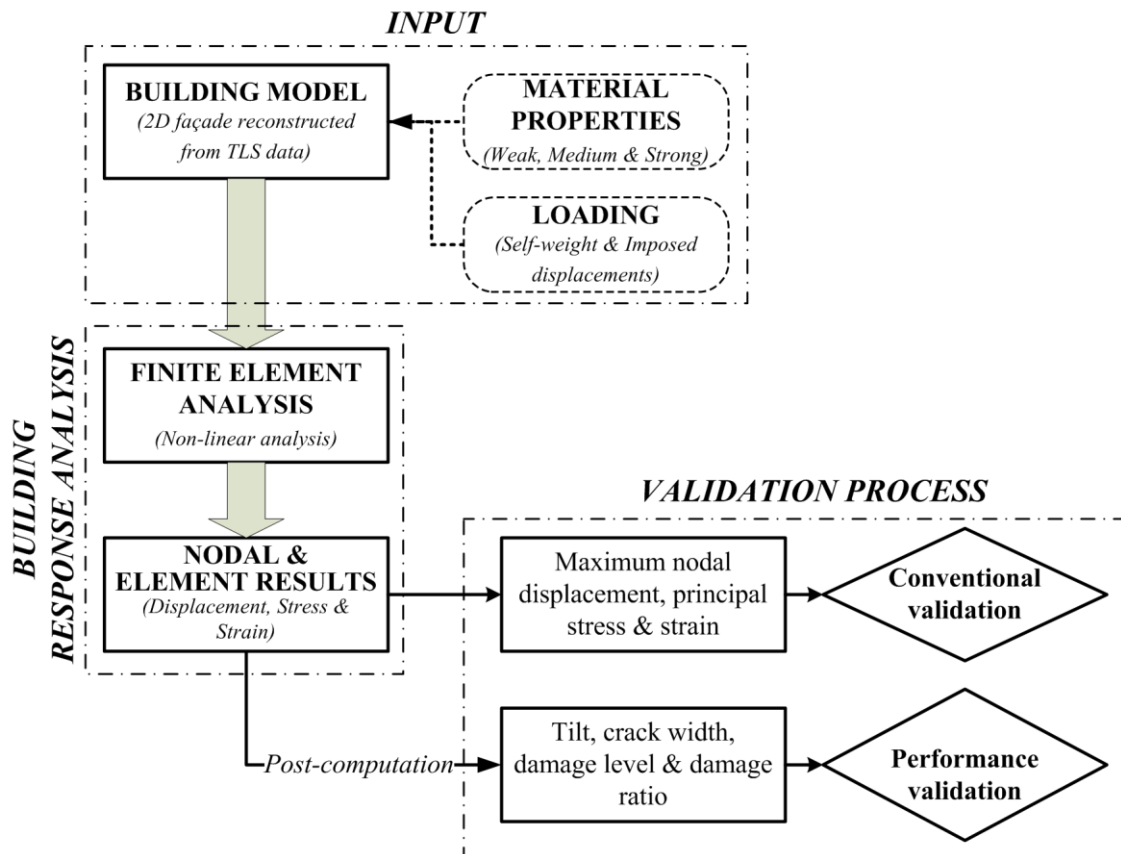 INPUT
BUILDING MODEL
(2D façade reconstructed
from TLS data)
MATERIAL
PROPERTIES
(Weak, Medium & Strong)
LOADING
(Self-weight & Imposed
displacements)
BUILDING
RESPONSE ANALYSIS
FINITE ELEMENT
ANALYSIS
(Non-linear analysis)
NODAL &
ELEMENT RESULTS
(Displacement, Stress &
Strain)
VALIDATION PROCESS
Maximum nodal
displacement, principal
stress & strain
Conventional
validation
Post-computation
Tilt, crack width,
damage level & damage
ratio
Performance
validation